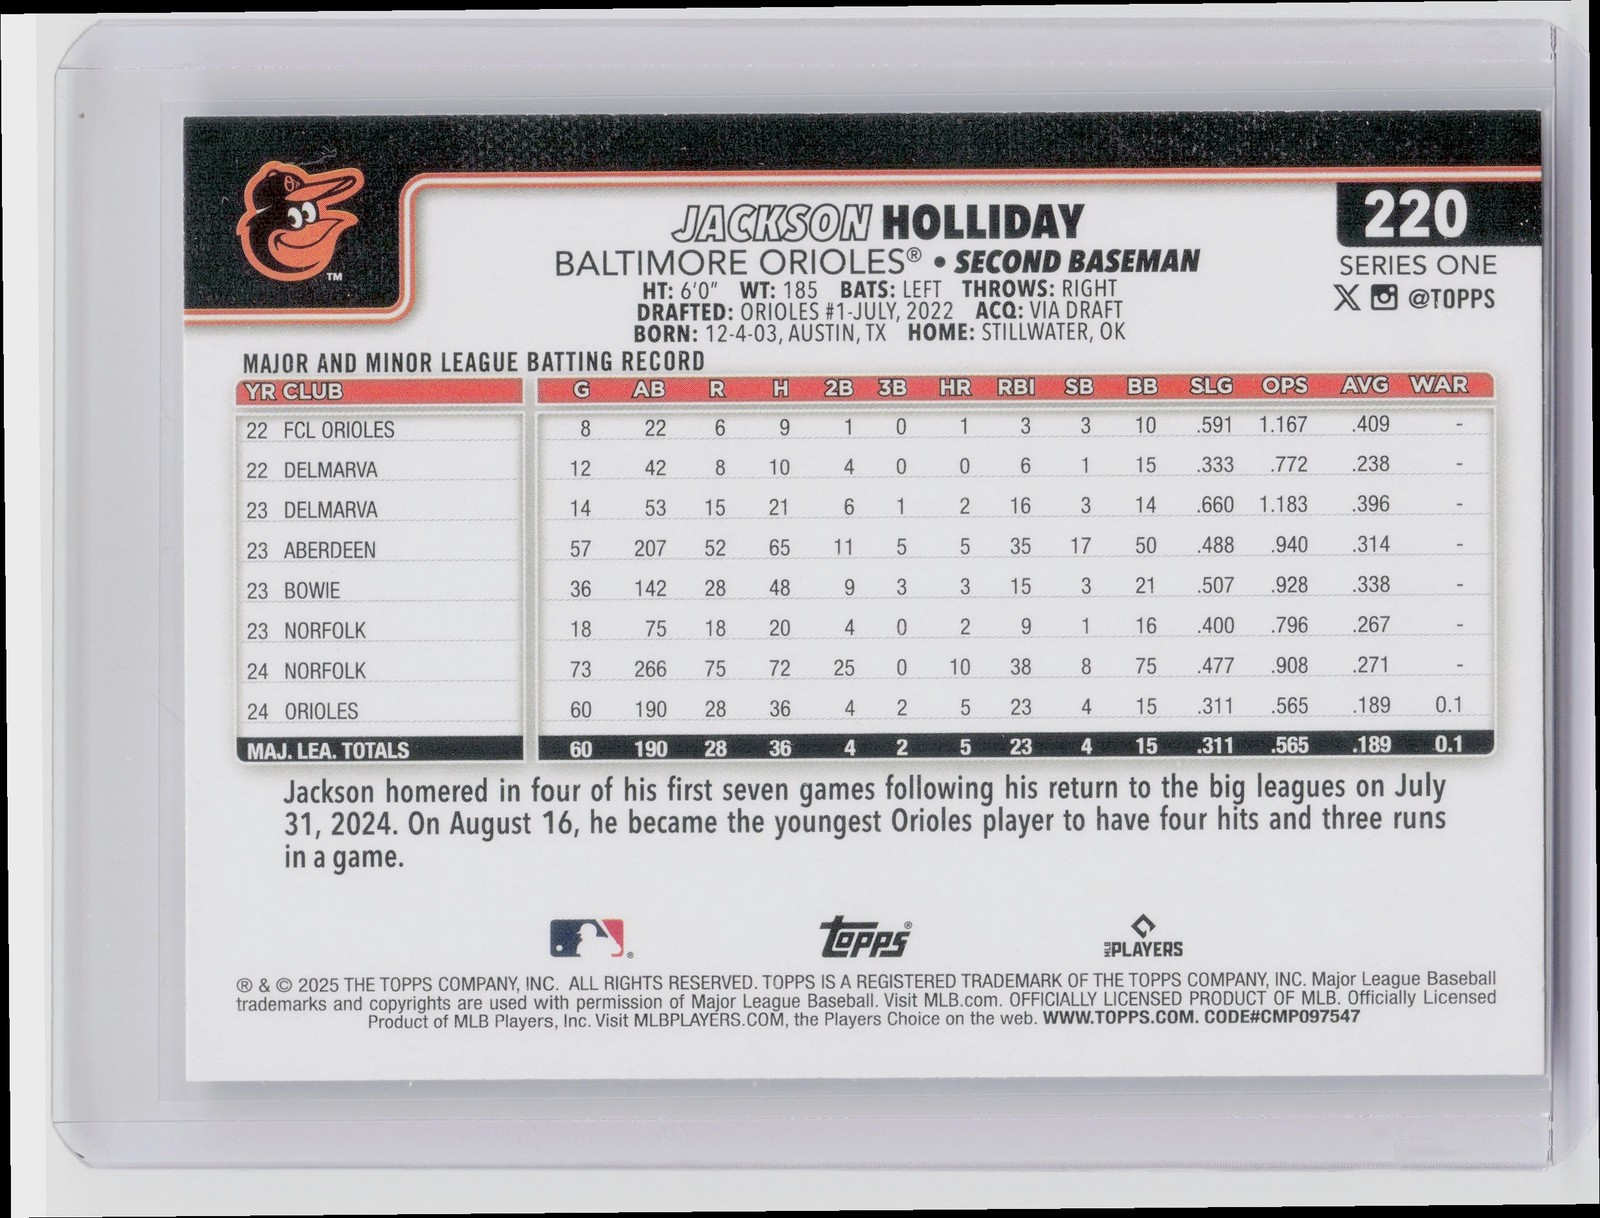 TM
JACKSON HOLLIDAY
220
BALTIMORE ORIOLES® • SECOND BASEMAN
SERIES ONE
HT: 6'0" WT: 185 BATS: LEFT THROWS: RIGHT
X @TOPPS
DRAFTED: ORIOLES #1-JULY, 2022 ACQ: VIA DRAFT
BORN: 12-4-03, AUSTIN, TX HOME: STILLWATER, OK
MAJOR AND MINOR LEAGUE BATTING RECORD
YR CLUB G AB R H 2B 3B HR RBI SB BB SLG OPS AVG WAR
22 FCL ORIOLES 8 22 6 9 1 0 1 3 3 10 .591 1.167 .409 -
22 DELMARVA 12 42 8 10 4 0 0 6 1 15 .333 .772 .238 -
23 DELMARVA 14 53 15 21 6 1 2 16 3 14 .660 1.183 .396 -
23 ABERDEEN 57 207 52 65 11 5 5 35 17 50 .488 .940 .314 -
23 BOWIE 36 142 28 48 9 3 3 15 3 21 .507 .928 .338 -
23 NORFOLK 18 75 18 20 4 0 2 9 1 16 .400 .796 .267 -
24 NORFOLK 73 266 75 72 25 0 10 38 8 75 .477 .908 .271 -
24 ORIOLES 60 190 28 36 4 2 5 23 4 15 .311 .565 .189 0.1
MAJ. LEA. TOTALS 60 190 28 36 4 2 5 23 4 15 .311 .565 .189 0.1
Jackson homered in four of his first seven games following his return to the big leagues on July
31, 2024. On August 16, he became the youngest Orioles player to have four hits and three runs
in a game.
® topps® MLB PLAYERS
® & © 2025 THE TOPPS COMPANY, INC. ALL RIGHTS RESERVED. TOPPS IS A REGISTERED TRADEMARK OF THE TOPPS COMPANY, INC. Major League Baseball
trademarks and copyrights are used with permission of Major League Baseball. Visit MLB.com. OFFICIALLY LICENSED PRODUCT OF MLB. Officially Licensed
Product of MLB Players, Inc. Visit MLBPLAYERS.COM, the Players Choice on the web. WWW.TOPPS.COM. CODE#CMP097547